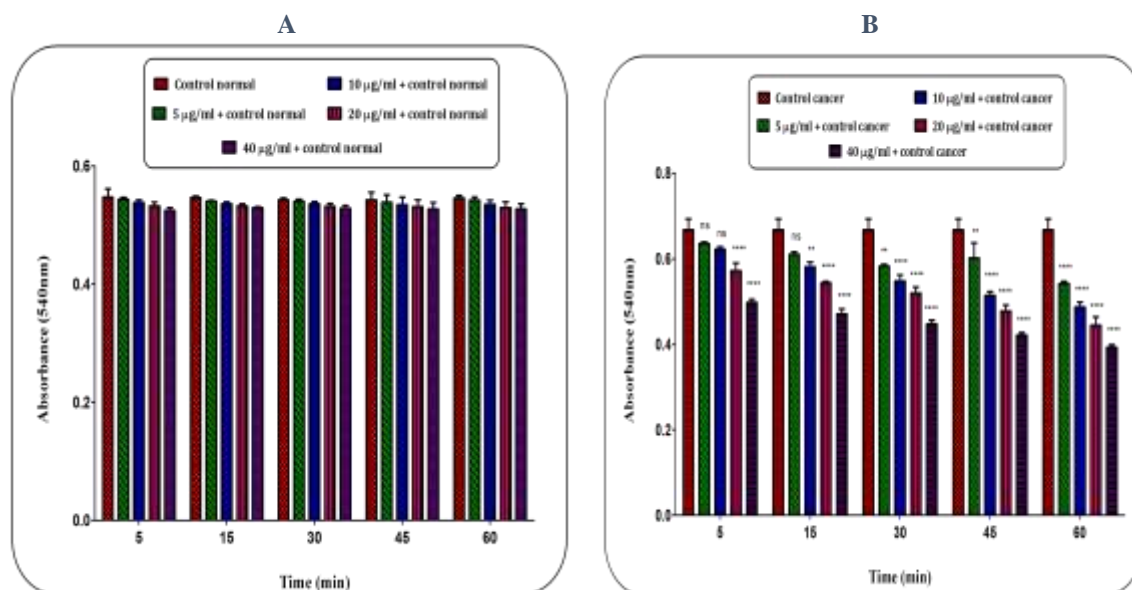 A
Control normal 10 μg/ml + control normal
5 μg/ml + control normal 20 μg/ml + control normal
40 μg/ml + control normal
0.6
0.4
0.2
0.0
Absorbance (540nm)
5 15 30 45 60
Time (min)
B
Control cancer 10 μg/ml + control cancer
5 μg/ml + control cancer 20 μg/ml + control cancer
40 μg/ml + control cancer
0.8
0.6
0.4
0.2
0.0
Absorbance (540nm)
ns ns **** ****
ns ** **** ****
** **** **** ****
** **** **** ****
**** **** **** ****
5 15 30 45 60
Time (min)